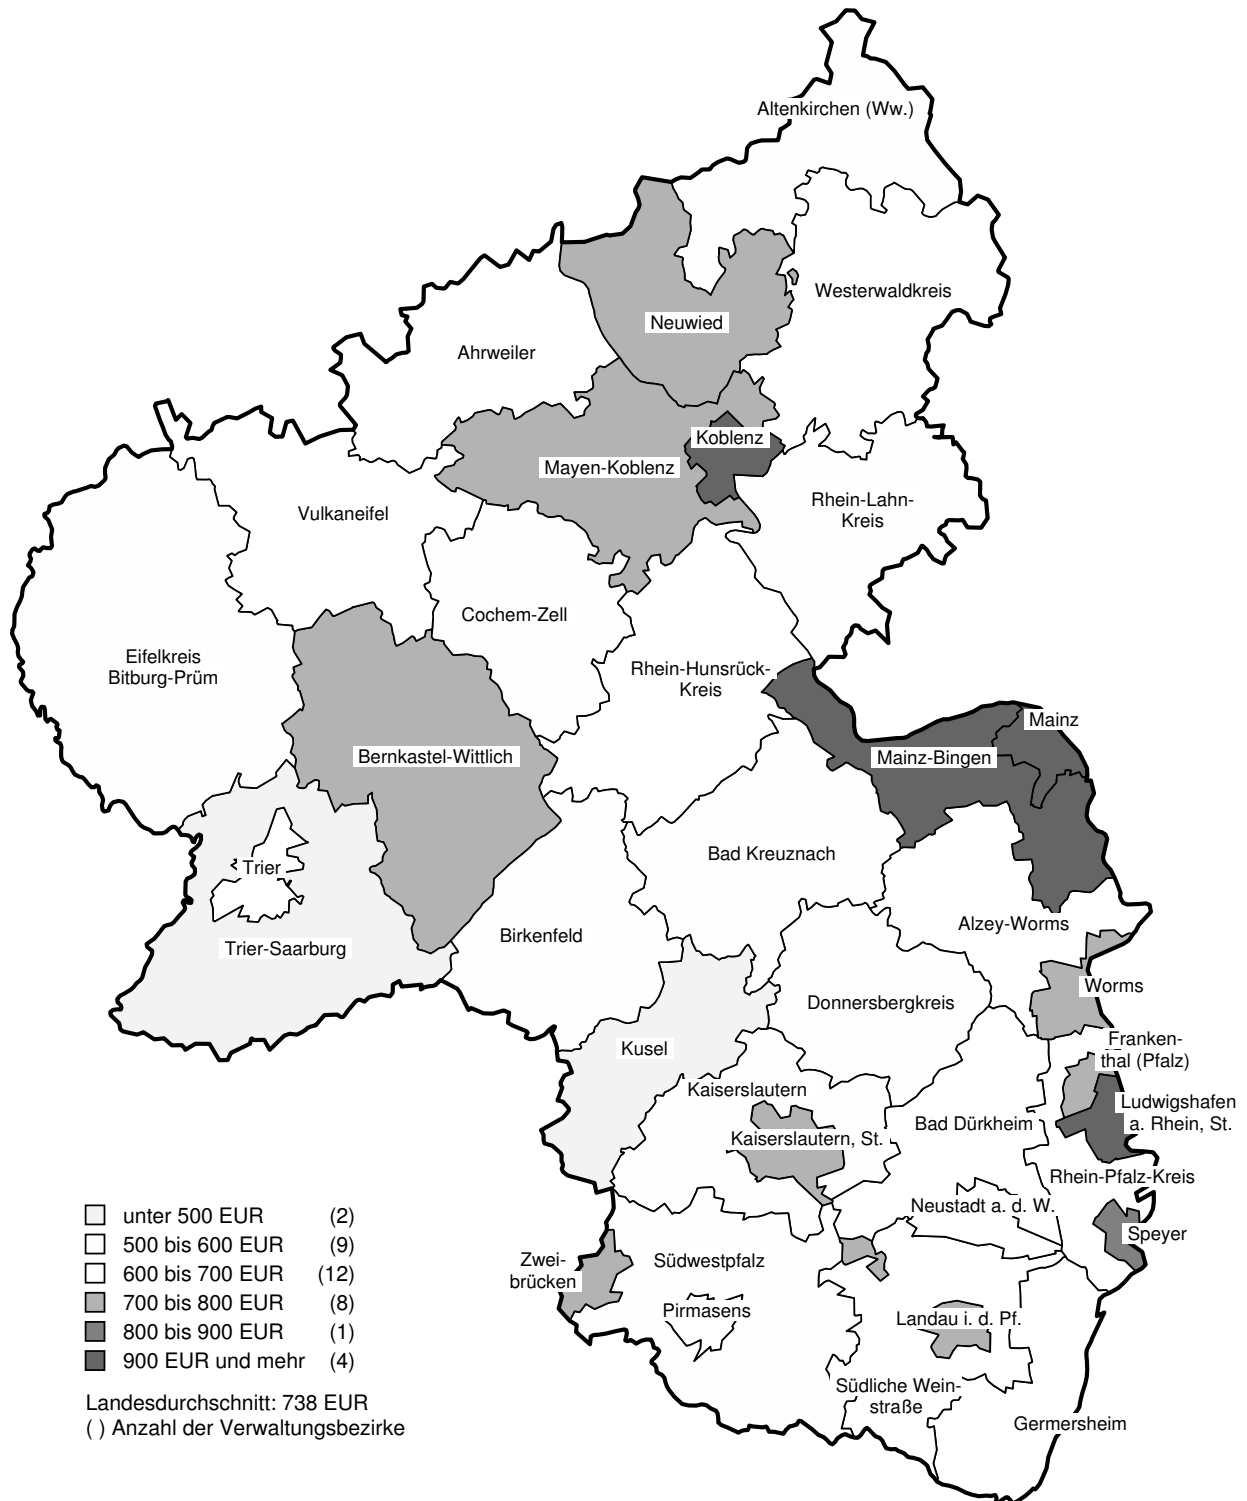 Altenkirchen (Ww.)
Westerwaldkreis
Neuwied
Ahrweiler
Koblenz
Mayen-Koblenz
Rhein-Lahn-
Kreis
Vulkaneifel
Cochem-Zell
Eifelkreis
Bitburg-Prüm
Rhein-Hunsrück-
Kreis
Mainz
Bernkastel-Wittlich
Mainz-Bingen
Bad Kreuznach
Trier
Alzey-Worms
Birkenfeld
Trier-Saarburg
Worms
Donnersbergkreis
Kusel
Franken-
thal (Pfalz)
Kaiserslautern
Ludwigshafen
a. Rhein, St.
Bad Dürkheim
Kaiserslautern, St.
Rhein-Pfalz-Kreis
Neustadt a. d. W.
Speyer
Zwei-
brücken
Südwestpfalz
Pirmasens
Landau i. d. Pf.
Südliche Wein-
straße
Germersheim
unter 500 EUR (2)
500 bis 600 EUR (9)
600 bis 700 EUR (12)
700 bis 800 EUR (8)
800 bis 900 EUR (1)
900 EUR und mehr (4)
Landesdurchschnitt: 738 EUR
( ) Anzahl der Verwaltungsbezirke